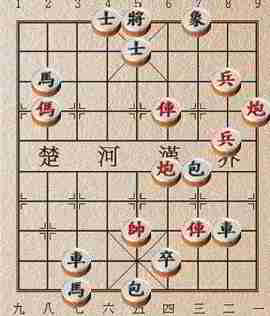 1 2 3 4 5 6 7 8 9
士 將 象
士
馬 兵
傌 俥 炮
兵
楚 河 漢 界
炮 包
帥 俥 車
車 卒
馬 包
九 八 七 六 五 四 三 二 一